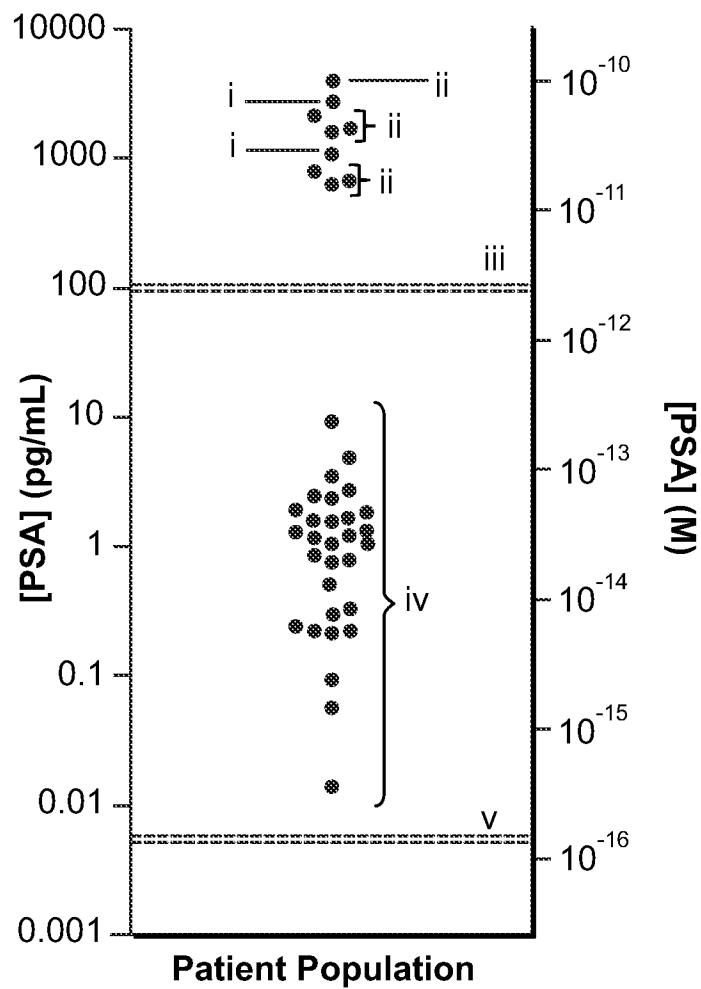 10000
1000
100
10
1
0.1
0.01
0.001
[PSA] (pg/mL)
i
i
ii
ii
ii
iii
iv
v
10-10
10-11
10-12
10-13
10-14
10-15
10-16
[PSA] (M)
Patient Population